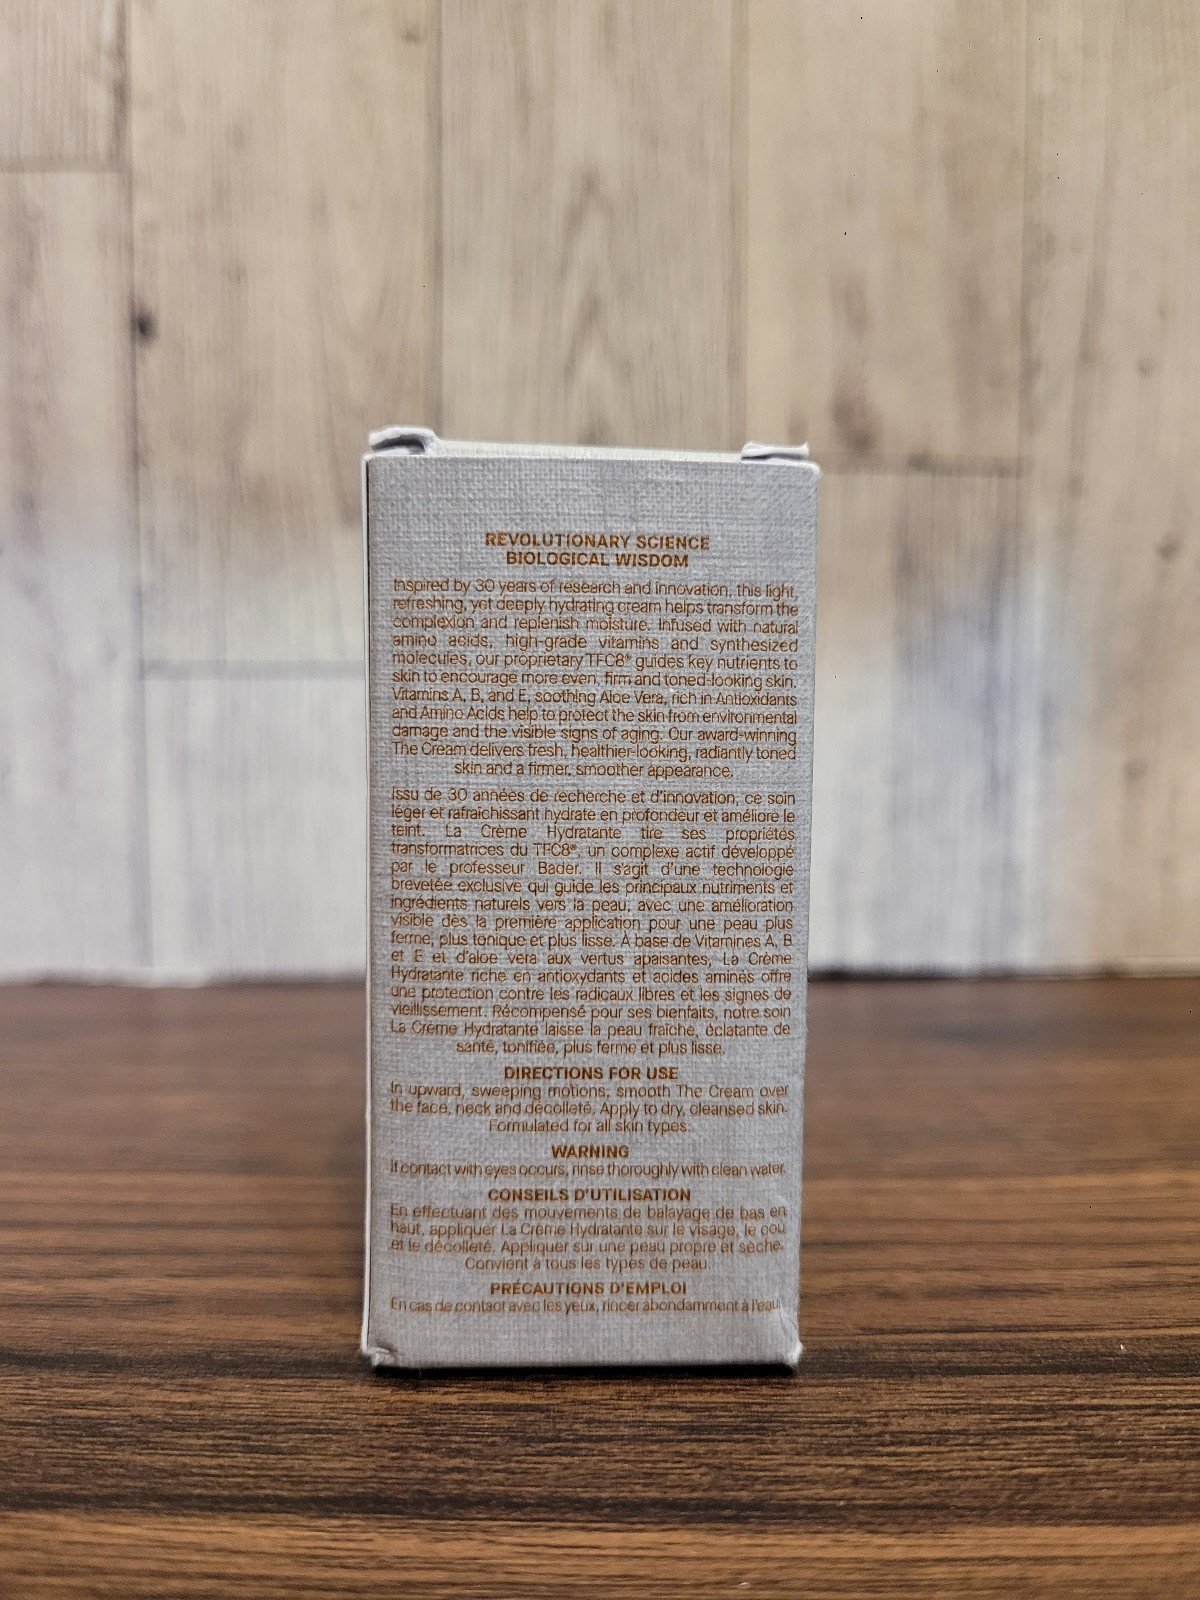 REVOLUTIONARY SCIENCE
BIOLOGICAL WISDOM
Inspired by 30 years of research and innovation, this light,
refreshing, yet deeply hydrating cream helps transform the
complexion and replenish moisture. Infused with natural
amino acids, high-grade vitamins and synthesized
molecules, our proprietary TFC8® guides key nutrients to
skin to encourage more even, firm and toned-looking skin.
Vitamins A, B, and E, soothing Aloe Vera, rich in Antioxidants
and Amino Acids help to protect the skin from environmental
damage and the visible signs of aging. Our award-winning
The Cream delivers fresh, healthier-looking, radiantly toned
skin and a firmer, smoother appearance.
Issu de 30 années de recherche et d'innovation, ce soin
léger et rafraîchissant hydrate en profondeur et améliore le
teint. La Crème Hydratante tire ses propriétés
transformatrices du TFC8®, un complexe actif développé
par le professeur Bader. Il s'agit d'une technologie
brevetée exclusive qui guide les principaux nutriments et
ingrédients naturels vers la peau, avec une amélioration
visible dès la première application pour une peau plus
ferme, plus tonique et plus lisse. À base de Vitamines A, B
et E et d'aloe vera aux vertus apaisantes, La Crème
Hydratante riche en antioxydants et acides aminés offre
une protection contre les radicaux libres et les signes de
vieillissement. Récompensé pour ses bienfaits, notre soin
La Crème Hydratante laisse la peau fraîche, éclatante de
santé, tonifiée, plus ferme et plus lisse.
DIRECTIONS FOR USE
In upward, sweeping motions, smooth The Cream over
the face, neck and décolleté. Apply to dry, cleansed skin.
Formulated for all skin types.
WARNING
If contact with eyes occurs, rinse thoroughly with clean water.
CONSEILS D'UTILISATION
En effectuant des mouvements de balayage de bas en
haut, appliquer La Crème Hydratante sur le visage, le cou
et le décolleté. Appliquer sur une peau propre et sèche.
Convient à tous les types de peau.
PRÉCAUTIONS D'EMPLOI
En cas de contact avec les yeux, rincer abondamment à l'eau